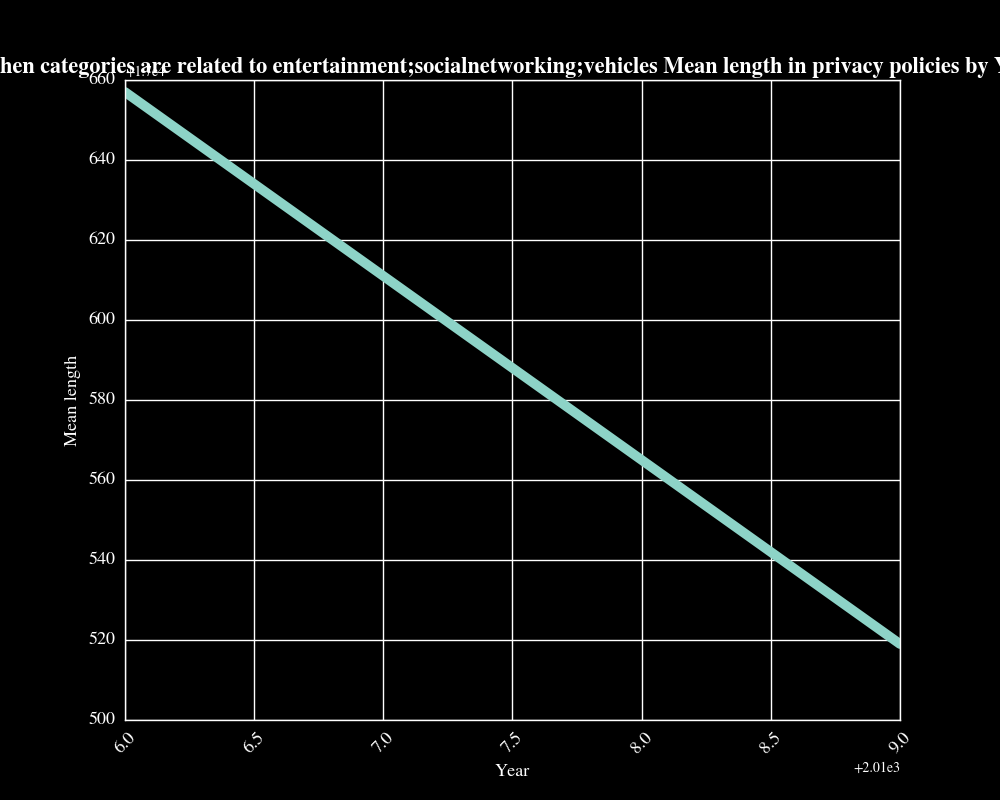 hen categories are related to entertainment;socialnetworking;vehicles Mean length in privacy policies by Y
660
640
620
600
580
560
540
520
500
Mean length
6.0 6.5 7.0 7.5 8.0 8.5 9.0
Year
+2.01e3